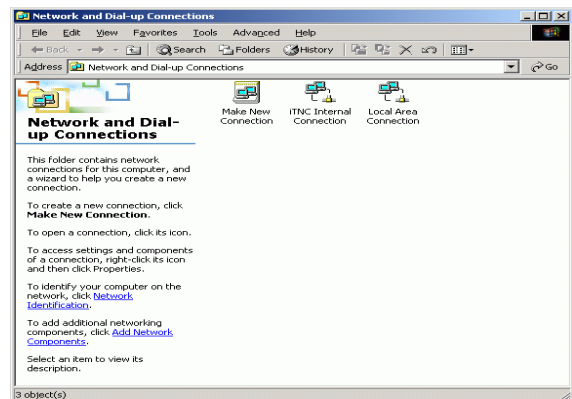 Network and Dial-up Connections
File Edit View Favorites Tools Advanced Help
Back Search Folders History
Address Network and Dial-up Connections Go
Network and Dial-
up Connections
This folder contains network
connections for this computer, and
a wizard to help you create a new
connection.
To create a new connection, click
Make New Connection.
To open a connection, click its icon.
To access settings and components
of a connection, right-click its icon
and then click Properties.
To identify your computer on the
network, click Network
Identification.
To add additional networking
components, click Add Network
Components.
Select an item to view its
description.
Make New
Connection
iTNC Internal
Connection
Local Area
Connection
3 object(s)